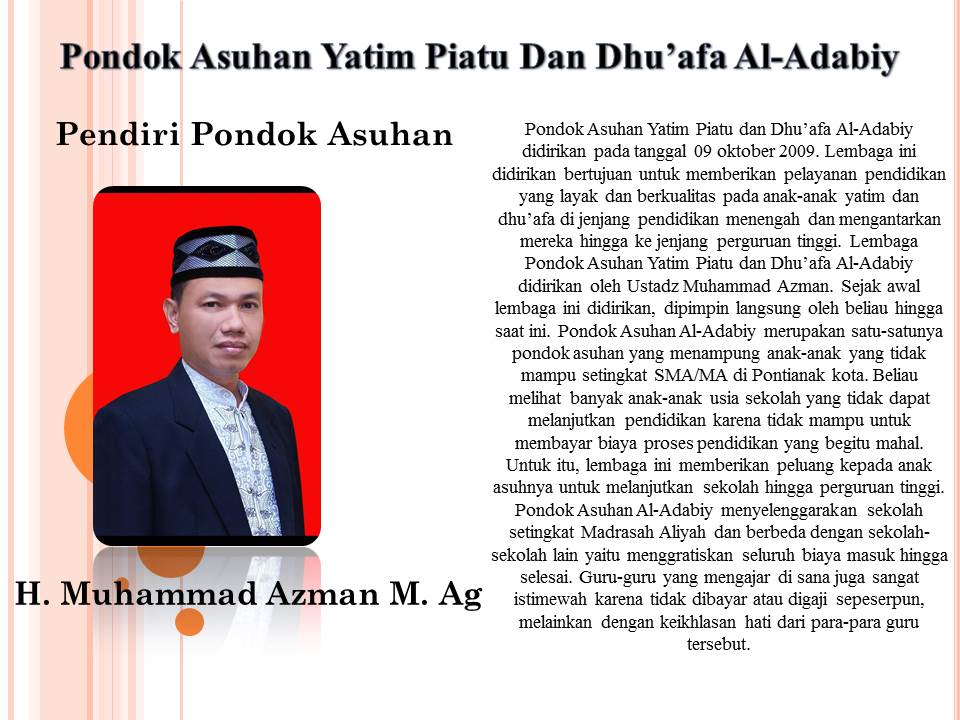 Pondok Asuhan Yatim Piatu Dan Dhu’afa Al-Adabiy
Pendiri Pondok Asuhan
H. Muhammad Azman M. Ag
Pondok Asuhan Yatim Piatu dan Dhu’afa Al-Adabiy
didirikan pada tanggal 09 oktober 2009. Lembaga ini
didirikan bertujuan untuk memberikan pelayanan pendidikan
yang layak dan berkualitas pada anak-anak yatim dan
dhu’afa di jenjang pendidikan menengah dan mengantarkan
mereka hingga ke jenjang perguruan tinggi. Lembaga
Pondok Asuhan Yatim Piatu dan Dhu’afa Al-Adabiy
didirikan oleh Ustadz Muhammad Azman. Sejak awal
lembaga ini didirikan, dipimpin langsung oleh beliau hingga
saat ini. Pondok Asuhan Al-Adabiy merupakan satu-satunya
pondok asuhan yang menampung anak-anak yang tidak
mampu setingkat SMA/MA di Pontianak kota. Beliau
melihat banyak anak-anak usia sekolah yang tidak dapat
melanjutkan pendidikan karena tidak mampu untuk
membayar biaya proses pendidikan yang begitu mahal.
Untuk itu, lembaga ini memberikan peluang kepada anak
asuhnya untuk melanjutkan sekolah hingga perguruan tinggi.
Pondok Asuhan Al-Adabiy menyelenggarakan sekolah
setingkat Madrasah Aliyah dan berbeda dengan sekolah-
sekolah lain yaitu menggratiskan seluruh biaya masuk hingga
selesai. Guru-guru yang mengajar di sana juga sangat
istimewah karena tidak dibayar atau digaji sepeserpun,
melainkan dengan keikhlasan hati dari para-para guru
tersebut.